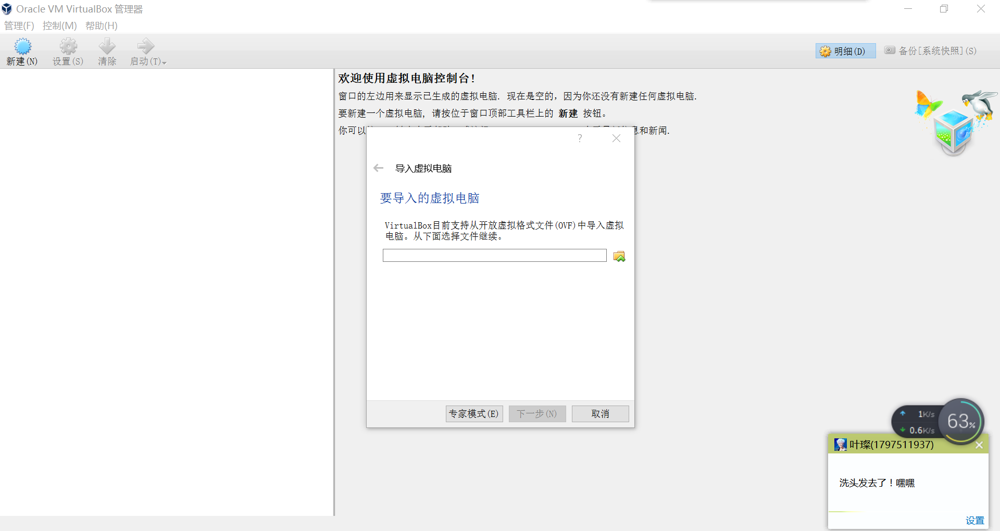 Oracle VM VirtualBox 管理器
管理(F) 控制(M) 帮助(H)
新建(N) 设置(S) 清除 启动(T)
明细(D) 备份[系统快照](S)
欢迎使用虚拟电脑控制台!
窗口的左边用来显示已生成的虚拟电脑. 现在是空的，因为你还没有新建任何虚拟电脑.
要新建一个虚拟电脑, 请按位于窗口顶部工具栏上的 新建 按钮。
你可以
息和新闻.
?
导入虚拟电脑
要导入的虚拟电脑
VirtualBox目前支持从开放虚拟格式文件(OVF)中导入虚拟
电脑。从下面选择文件继续。
专家模式(E) 下一步(N) 取消
1K/s
0.6K/s
63%
叶璨(1797511937)
洗头发去了！嘿嘿
设置